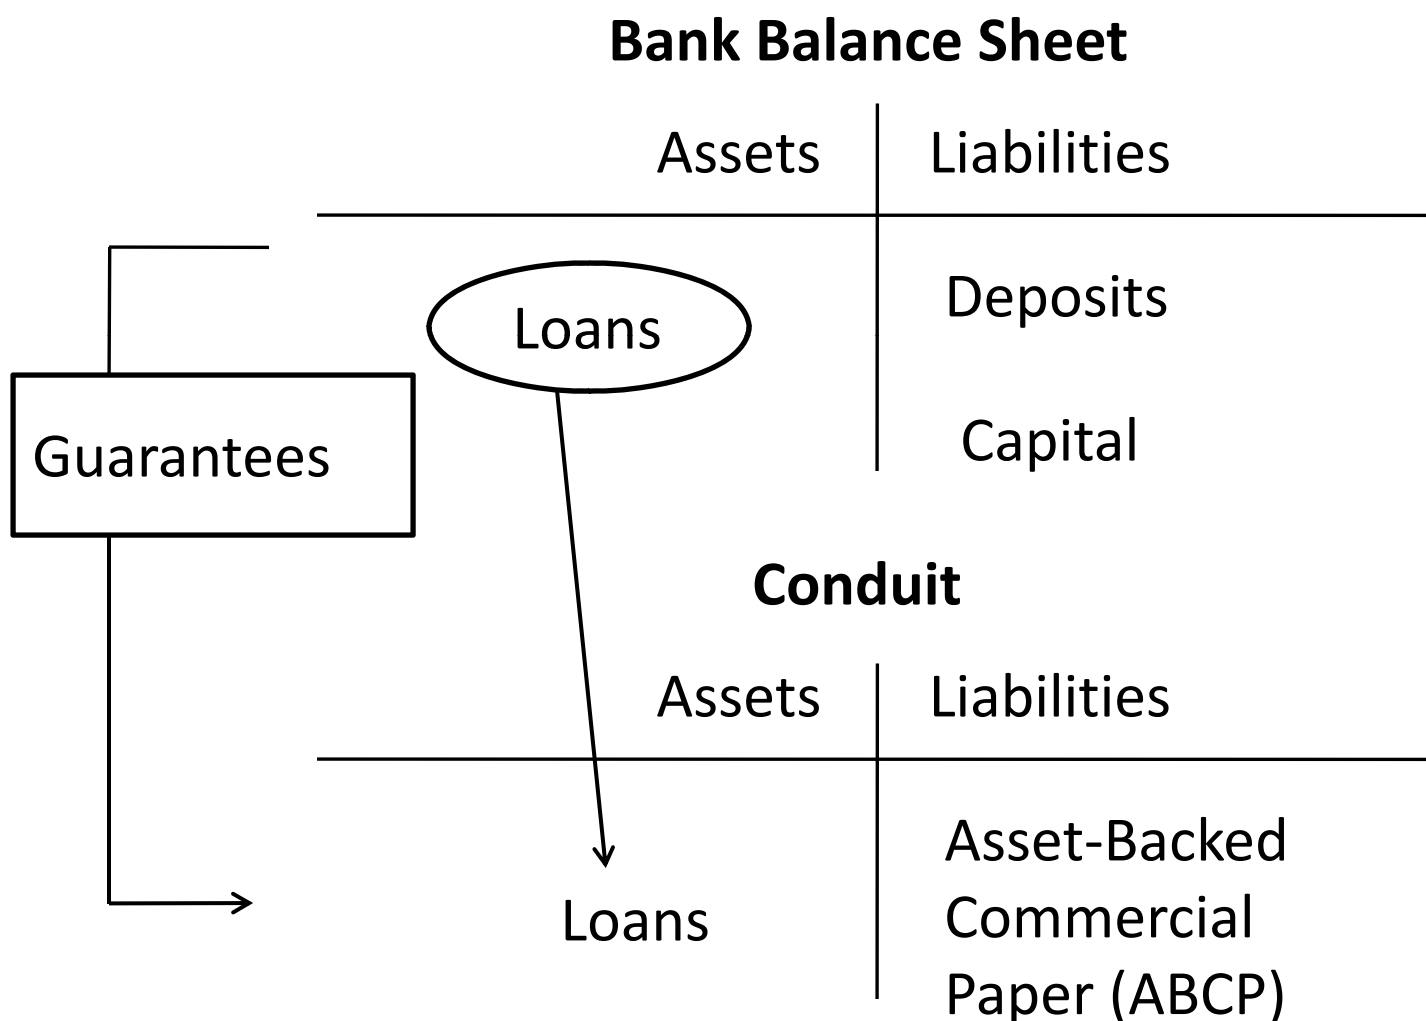 Bank Balance Sheet
Assets Liabilities
Loans Deposits
Guarantees Capital
Conduit
Assets Liabilities
Loans Asset-Backed
Commercial
Paper (ABCP)